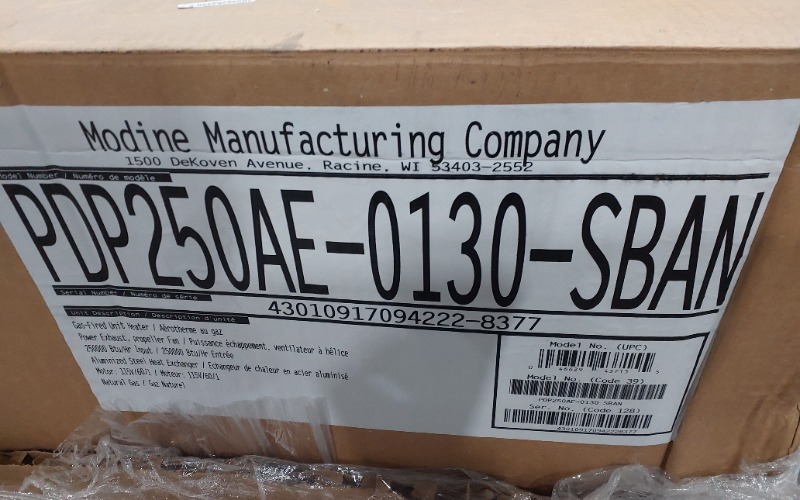 Modine Manufacturing Company
1500 DeKoven Avenue, Racine, WI 53403-2552
Model Number / Numéro de modèle
PDP250AE-0130-SBAN
Serial Number / Numéro de série
43010917094222-8377
Unit Description / Description d'unité
Gas-Fired Unit Heater / Aérotherme au gaz
Power Exhaust, propeller Fan / Puissance échappement, ventilateur à hélice
250000 Btu/Hr Input / 250000 Btu/Hr Entrée
Aluminized Steel Heat Exchanger / Echangeur de chaleur en acier aluminisé
Motor: 115V/60/1 / Moteur: 115V/60/1
Natural Gas / Gaz Naturel
Model No. (UPC)
Model No. (Code 39)
PDP250AE-0130-SBAN
Ser. No. (Code 128)
430109170942228377